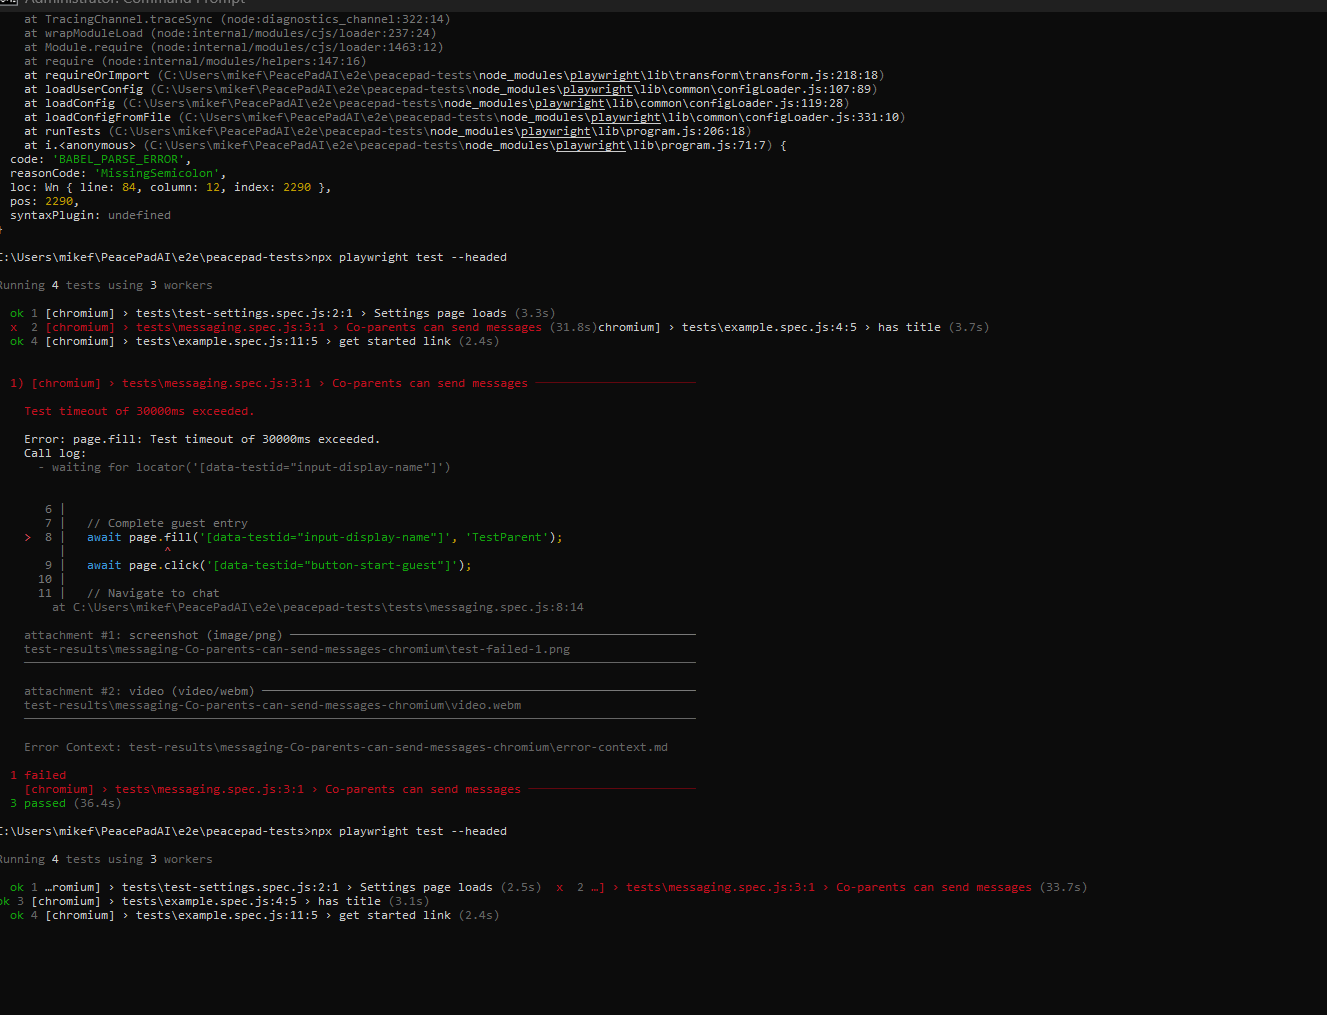 Administrator: Command Prompt
at TracingChannel.traceSync (node:diagnostics_channel:322:14)
at wrapModuleLoad (node:internal/modules/cjs/loader:237:24)
at Module.require (node:internal/modules/cjs/loader:1463:12)
at require (node:internal/modules/helpers:147:16)
at requireOrImport (C:\Users\mikef\PeacePadAI\e2e\peacepad-tests\node_modules\playwright\lib\transform\transform.js:218:18)
at loadUserConfig (C:\Users\mikef\PeacePadAI\e2e\peacepad-tests\node_modules\playwright\lib\common\configLoader.js:107:89)
at loadConfig (C:\Users\mikef\PeacePadAI\e2e\peacepad-tests\node_modules\playwright\lib\common\configLoader.js:119:28)
at loadConfigFromFile (C:\Users\mikef\PeacePadAI\e2e\peacepad-tests\node_modules\playwright\lib\common\configLoader.js:331:10)
at runTests (C:\Users\mikef\PeacePadAI\e2e\peacepad-tests\node_modules\playwright\lib\program.js:206:18)
at i.<anonymous> (C:\Users\mikef\PeacePadAI\e2e\peacepad-tests\node_modules\playwright\lib\program.js:71:7) {
code: 'BABEL_PARSE_ERROR',
reasonCode: 'MissingSemicolon',
loc: Wn { line: 84, column: 12, index: 2290 },
pos: 2290,
syntaxPlugin: undefined
}
C:\Users\mikef\PeacePadAI\e2e\peacepad-tests>npx playwright test --headed
Running 4 tests using 3 workers
ok 1 [chromium] › tests\test-settings.spec.js:2:1 › Settings page loads (3.3s)
x 2 [chromium] › tests\messaging.spec.js:3:1 › Co-parents can send messages (31.8s)chromium] › tests\example.spec.js:4:5 › has title (3.7s)
ok 4 [chromium] › tests\example.spec.js:11:5 › get started link (2.4s)
1) [chromium] › tests\messaging.spec.js:3:1 › Co-parents can send messages ────────────────────────
Test timeout of 30000ms exceeded.
Error: page.fill: Test timeout of 30000ms exceeded.
Call log:
- waiting for locator('[data-testid="input-display-name"]')
6 |
7 | // Complete guest entry
> 8 | await page.fill('[data-testid="input-display-name"]', 'TestParent');
| ^
9 | await page.click('[data-testid="button-start-guest"]');
10 |
11 | // Navigate to chat
at C:\Users\mikef\PeacePadAI\e2e\peacepad-tests\tests\messaging.spec.js:8:14
attachment #1: screenshot (image/png) ──────────────────────────────────────────────────────────
test-results\messaging-Co-parents-can-send-messages-chromium\test-failed-1.png
────────────────────────────────────────────────────────────────────────────────────────────────
attachment #2: video (video/webm) ──────────────────────────────────────────────────────────────
test-results\messaging-Co-parents-can-send-messages-chromium\video.webm
────────────────────────────────────────────────────────────────────────────────────────────────
Error Context: test-results\messaging-Co-parents-can-send-messages-chromium\error-context.md
1 failed
[chromium] › tests\messaging.spec.js:3:1 › Co-parents can send messages ────────────────────────
3 passed (36.4s)
C:\Users\mikef\PeacePadAI\e2e\peacepad-tests>npx playwright test --headed
Running 4 tests using 3 workers
ok 1 …romium] › tests\test-settings.spec.js:2:1 › Settings page loads (2.5s) x 2 …] › tests\messaging.spec.js:3:1 › Co-parents can send messages (33.7s)
ok 3 [chromium] › tests\example.spec.js:4:5 › has title (3.1s)
ok 4 [chromium] › tests\example.spec.js:11:5 › get started link (2.4s)